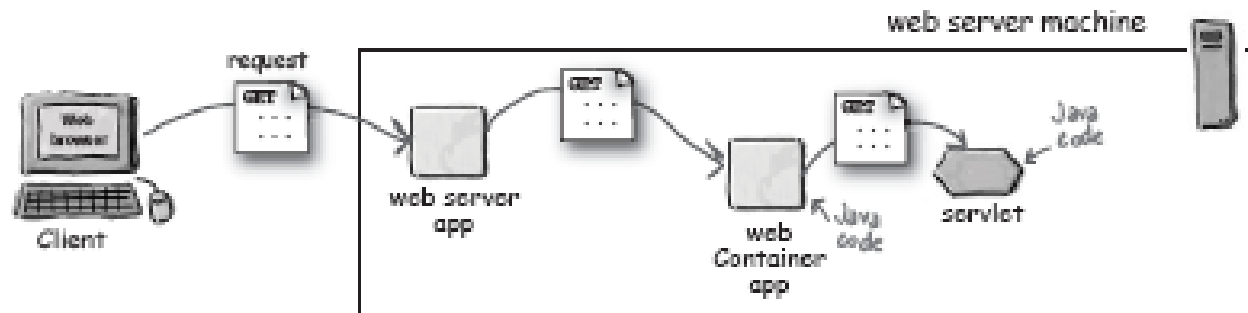 web server machine
request
GET
GET
GET
Web
browser
Java
code
web server
app
servlet
Java
code
Client
web
Container
app